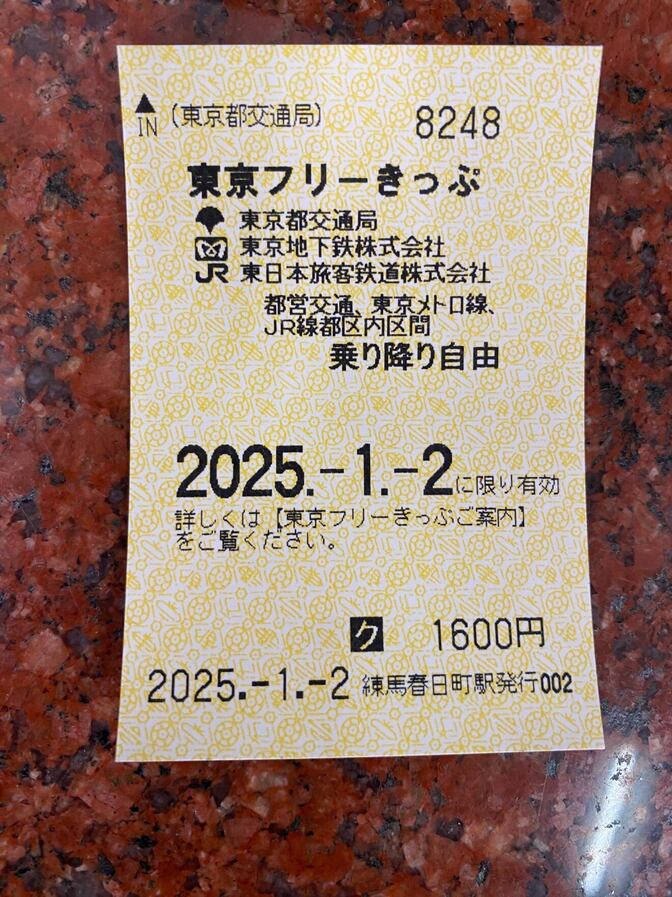 IN (東京都交通局) 8248
東京フリーきっぷ
東京都交通局
東京地下鉄株式会社
JR 東日本旅客鉄道株式会社
都営交通、東京メトロ線、
JR線都区内区間
乗り降り自由
2025.-1.-2に限り有効
詳しくは【東京フリーきっぷご案内】
をご覧ください。
ク 1600円
2025.-1.-2 練馬春日町駅発行002